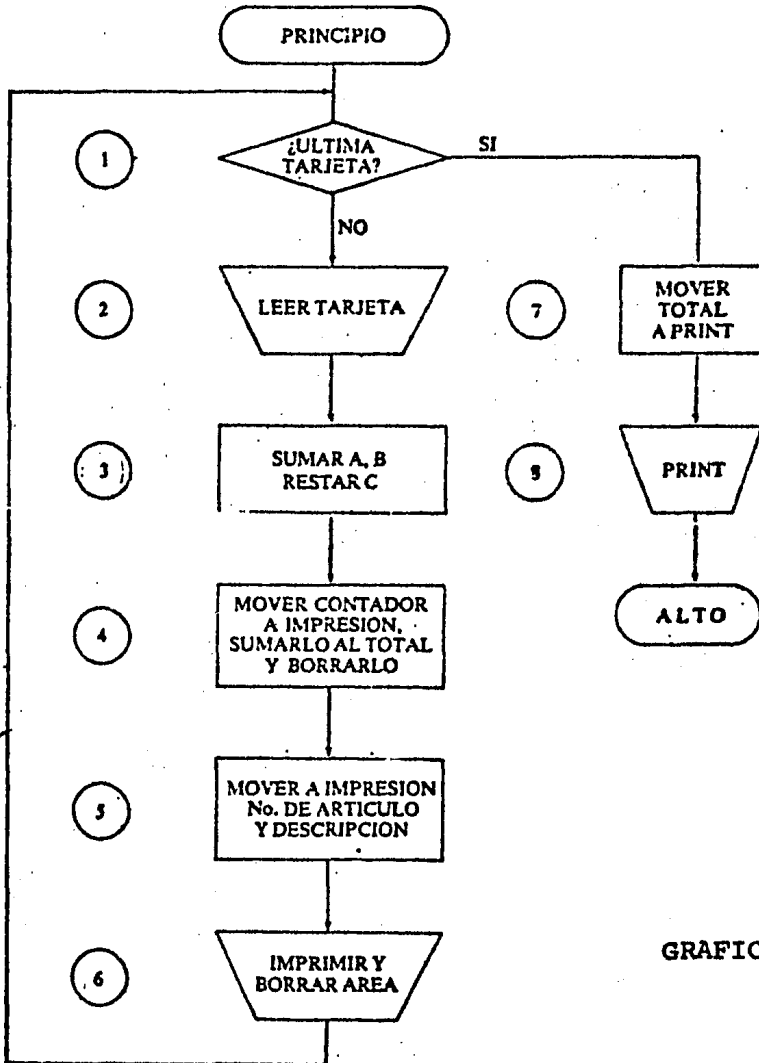 PRINCIPIO
1
¿ULTIMA
TARJETA?
SI
NO
2
LEER TARJETA
7
MOVER
TOTAL
A PRINT
3
SUMAR A, B
RESTAR C
8
PRINT
4
MOVER CONTADOR
A IMPRESION,
SUMARLO AL TOTAL
Y BORRARLO
ALTO
5
MOVER A IMPRESION
No. DE ARTICULO
Y DESCRIPCION
6
IMPRIMIR Y
BORRAR AREA
GRAFIC